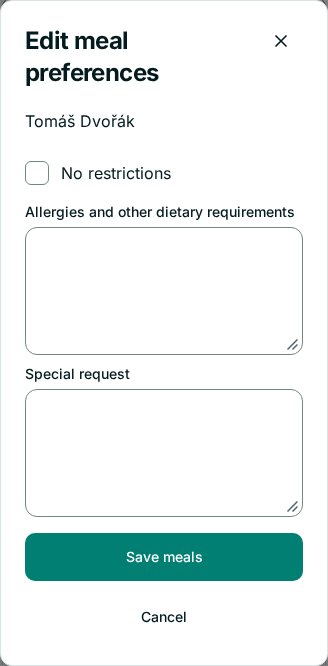 Edit meal
preferences
Tomáš Dvořák
No restrictions
Allergies and other dietary requirements
Special request
Save meals
Cancel